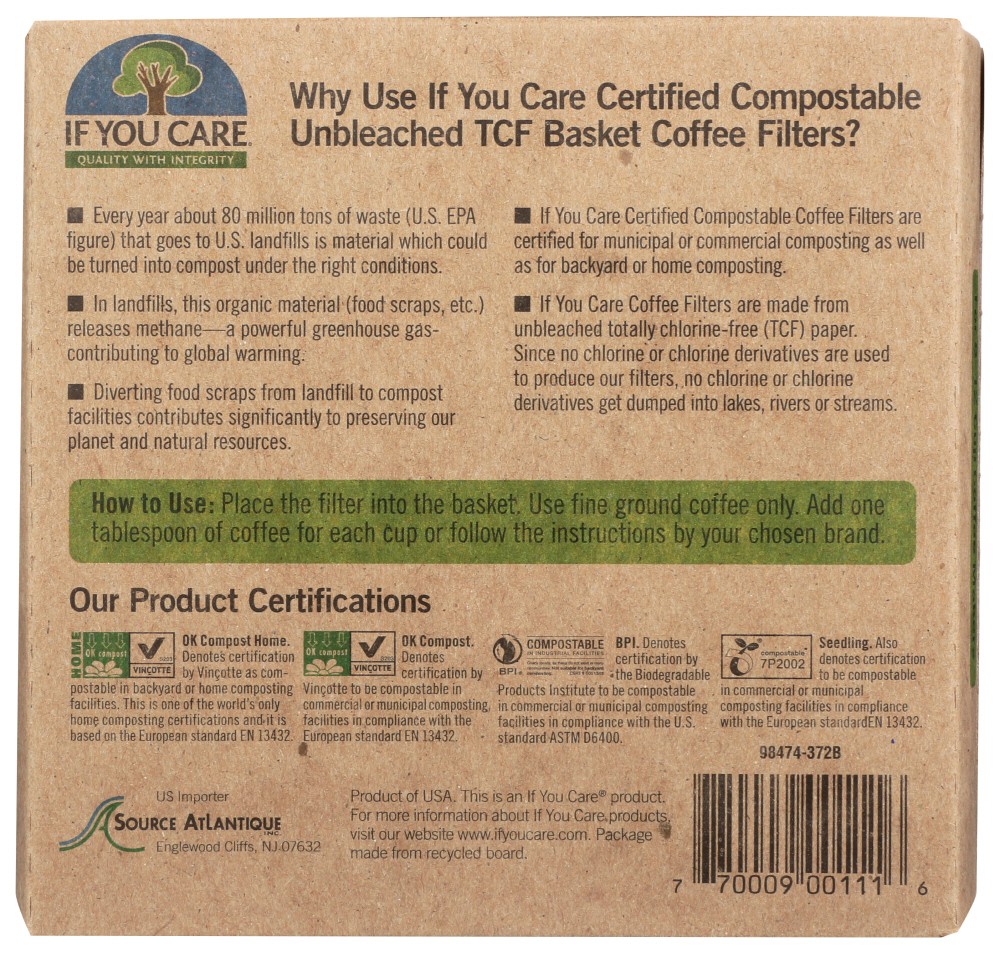 IF YOU CARE
QUALITY WITH INTEGRITY
Why Use If You Care Certified Compostable
Unbleached TCF Basket Coffee Filters?
■ Every year about 80 million tons of waste (U.S. EPA
figure) that goes to U.S. landfills is material which could
be turned into compost under the right conditions.
■ In landfills, this organic material (food scraps, etc.)
releases methane—a powerful greenhouse gas-
contributing to global warming.
■ Diverting food scraps from landfill to compost
facilities contributes significantly to preserving our
planet and natural resources.
■ If You Care Certified Compostable Coffee Filters are
certified for municipal or commercial composting as well
as for backyard or home composting.
■ If You Care Coffee Filters are made from
unbleached totally chlorine-free (TCF) paper.
Since no chlorine or chlorine derivatives are used
to produce our filters, no chlorine or chlorine
derivatives get dumped into lakes, rivers or streams.
How to Use: Place the filter into the basket. Use fine ground coffee only. Add one
tablespoon of coffee for each cup or follow the instructions by your chosen brand.
Our Product Certifications
HOME
OK compost
VINÇOTTE
OK Compost Home.
Denotes certification
by Vinçotte as com-
postable in backyard or home composting
facilities. This is one of the world's only
home composting certifications and it is
based on the European standard EN 13432.
OK compost
VINÇOTTE
OK Compost.
Denotes
certification by
Vinçotte to be compostable in
commercial or municipal composting
facilities in compliance with the
European standard EN 13432.
BPI
COMPOSTABLE
IN INDUSTRIAL FACILITIES
BPI. Denotes
certification by
the Biodegradable
Products Institute to be compostable
in commercial or municipal composting
facilities in compliance with the U.S.
standard ASTM D6400.
compostable
7P2002
Seedling. Also
denotes certification
to be compostable
in commercial or municipal
composting facilities in compliance
with the European standardEN 13432.
98474-372B
US Importer
SOURCE ATLANTIQUE
INC.
Englewood Cliffs, NJ 07632
Product of USA. This is an If You Care® product.
For more information about If You Care products,
visit our website www.ifyoucare.com. Package
made from recycled board.
7 70009 00111 6